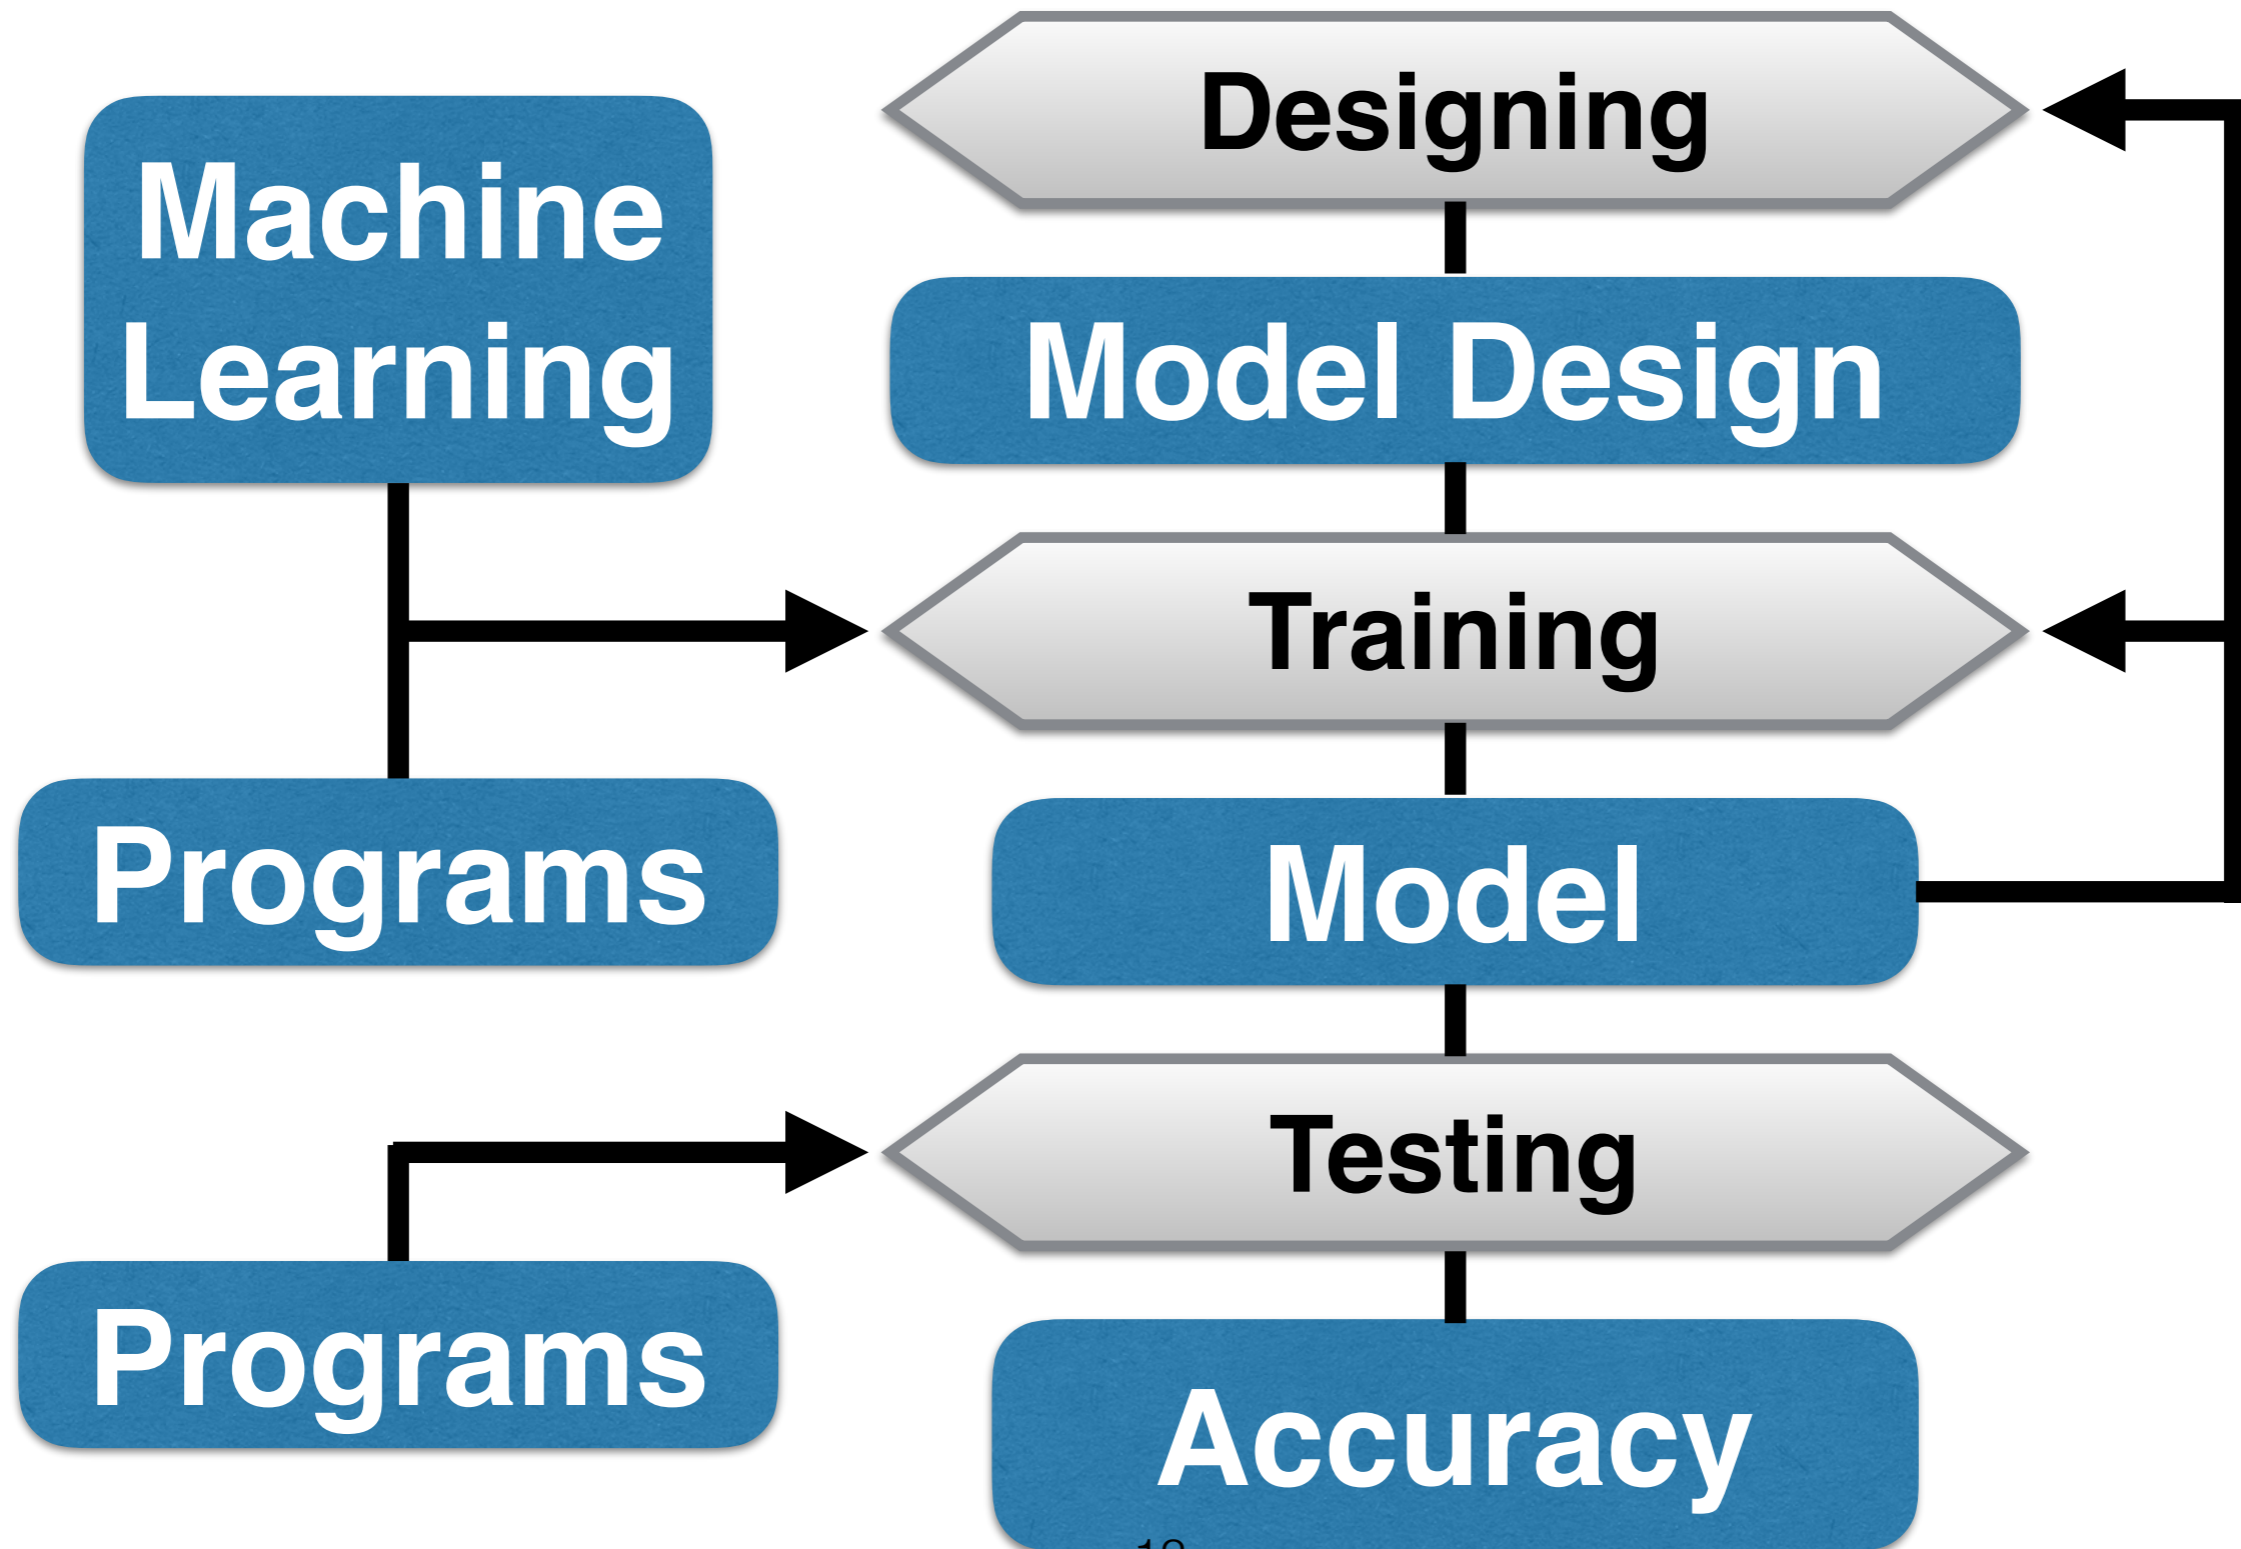 Machine
Learning
Programs
Programs
Designing
Model Design
Training
Model
Testing
Accuracy